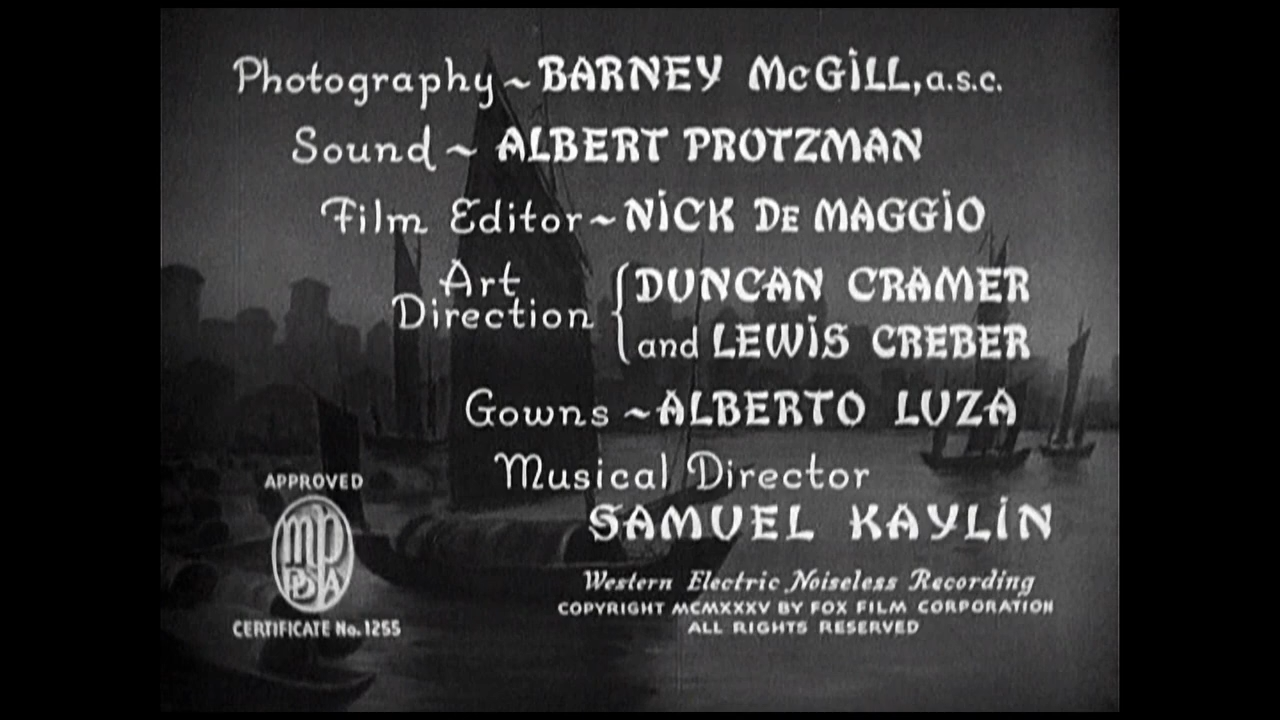 Photography ~ BARNEY McGILL, a.s.c.
Sound ~ ALBERT PROTZMAN
Film Editor ~ NICK DE MAGGIO
Art Direction { DUNCAN CRAMER
and LEWIS CREBER
Gowns ~ ALBERTO LUZA
Musical Director
SAMUEL KAYLIN
APPROVED
MPPDA
CERTIFICATE No. 1255
Western Electric Noiseless Recording
COPYRIGHT MCMXXXV BY FOX FILM CORPORATION
ALL RIGHTS RESERVED